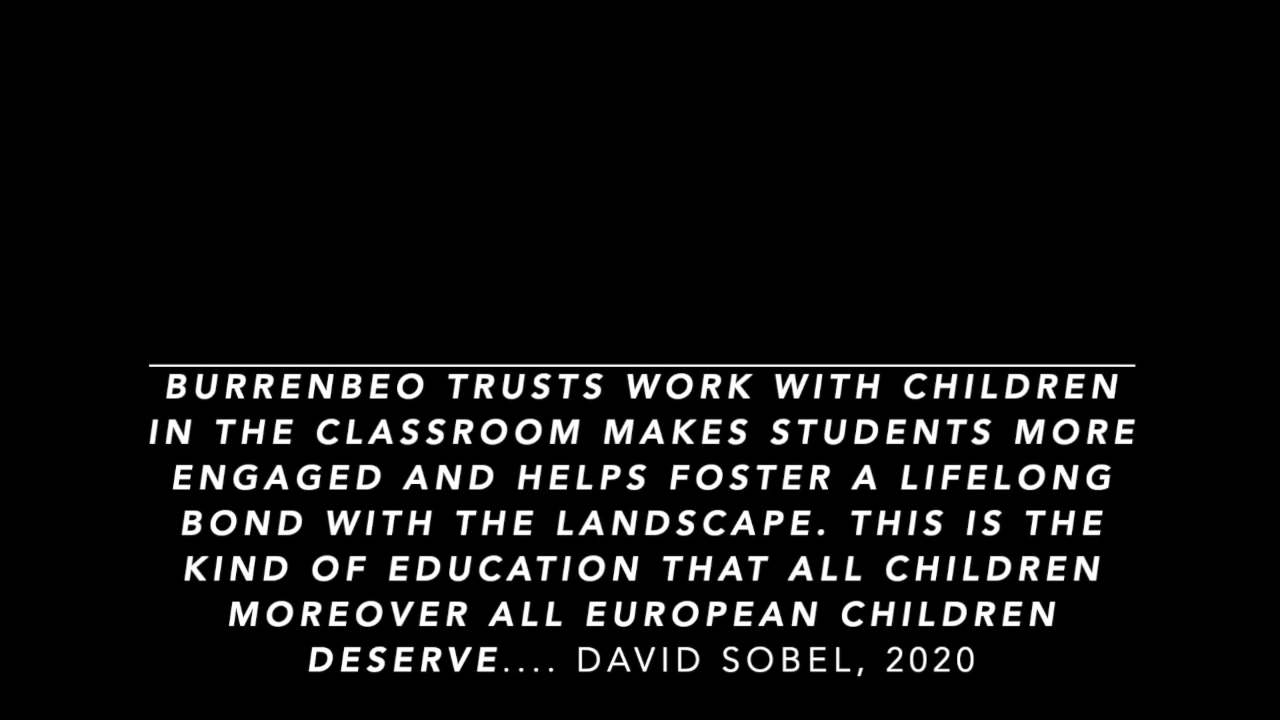 BURRENBEO TRUSTS WORK WITH CHILDREN
IN THE CLASSROOM MAKES STUDENTS MORE
ENGAGED AND HELPS FOSTER A LIFELONG
BOND WITH THE LANDSCAPE. THIS IS THE
KIND OF EDUCATION THAT ALL CHILDREN
MOREOVER ALL EUROPEAN CHILDREN
DESERVE.... DAVID SOBEL, 2020